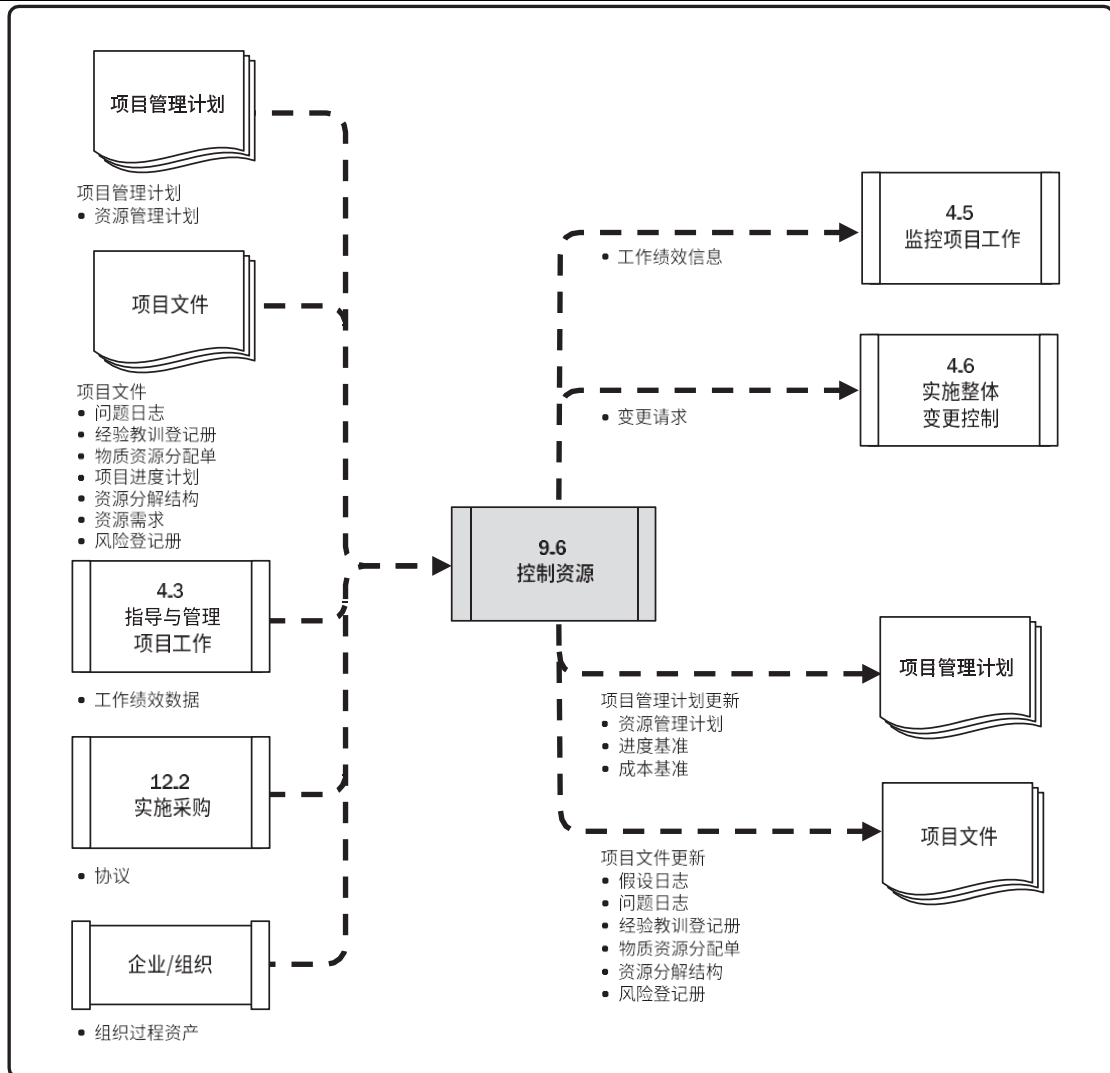 项目管理计划
项目管理计划
• 资源管理计划
项目文件
项目文件
• 问题日志
• 经验教训登记册
• 物质资源分配单
• 项目进度计划
• 资源分解结构
• 资源需求
• 风险登记册
4.3
指导与管理
项目工作
• 工作绩效数据
12.2
实施采购
• 协议
企业/组织
• 组织过程资产
9.6
控制资源
4.5
监控项目工作
• 工作绩效信息
4.6
实施整体
变更控制
• 变更请求
项目管理计划
项目管理计划更新
• 资源管理计划
• 进度基准
• 成本基准
项目文件
项目文件更新
• 假设日志
• 问题日志
• 经验教训登记册
• 物质资源分配单
• 资源分解结构
• 风险登记册